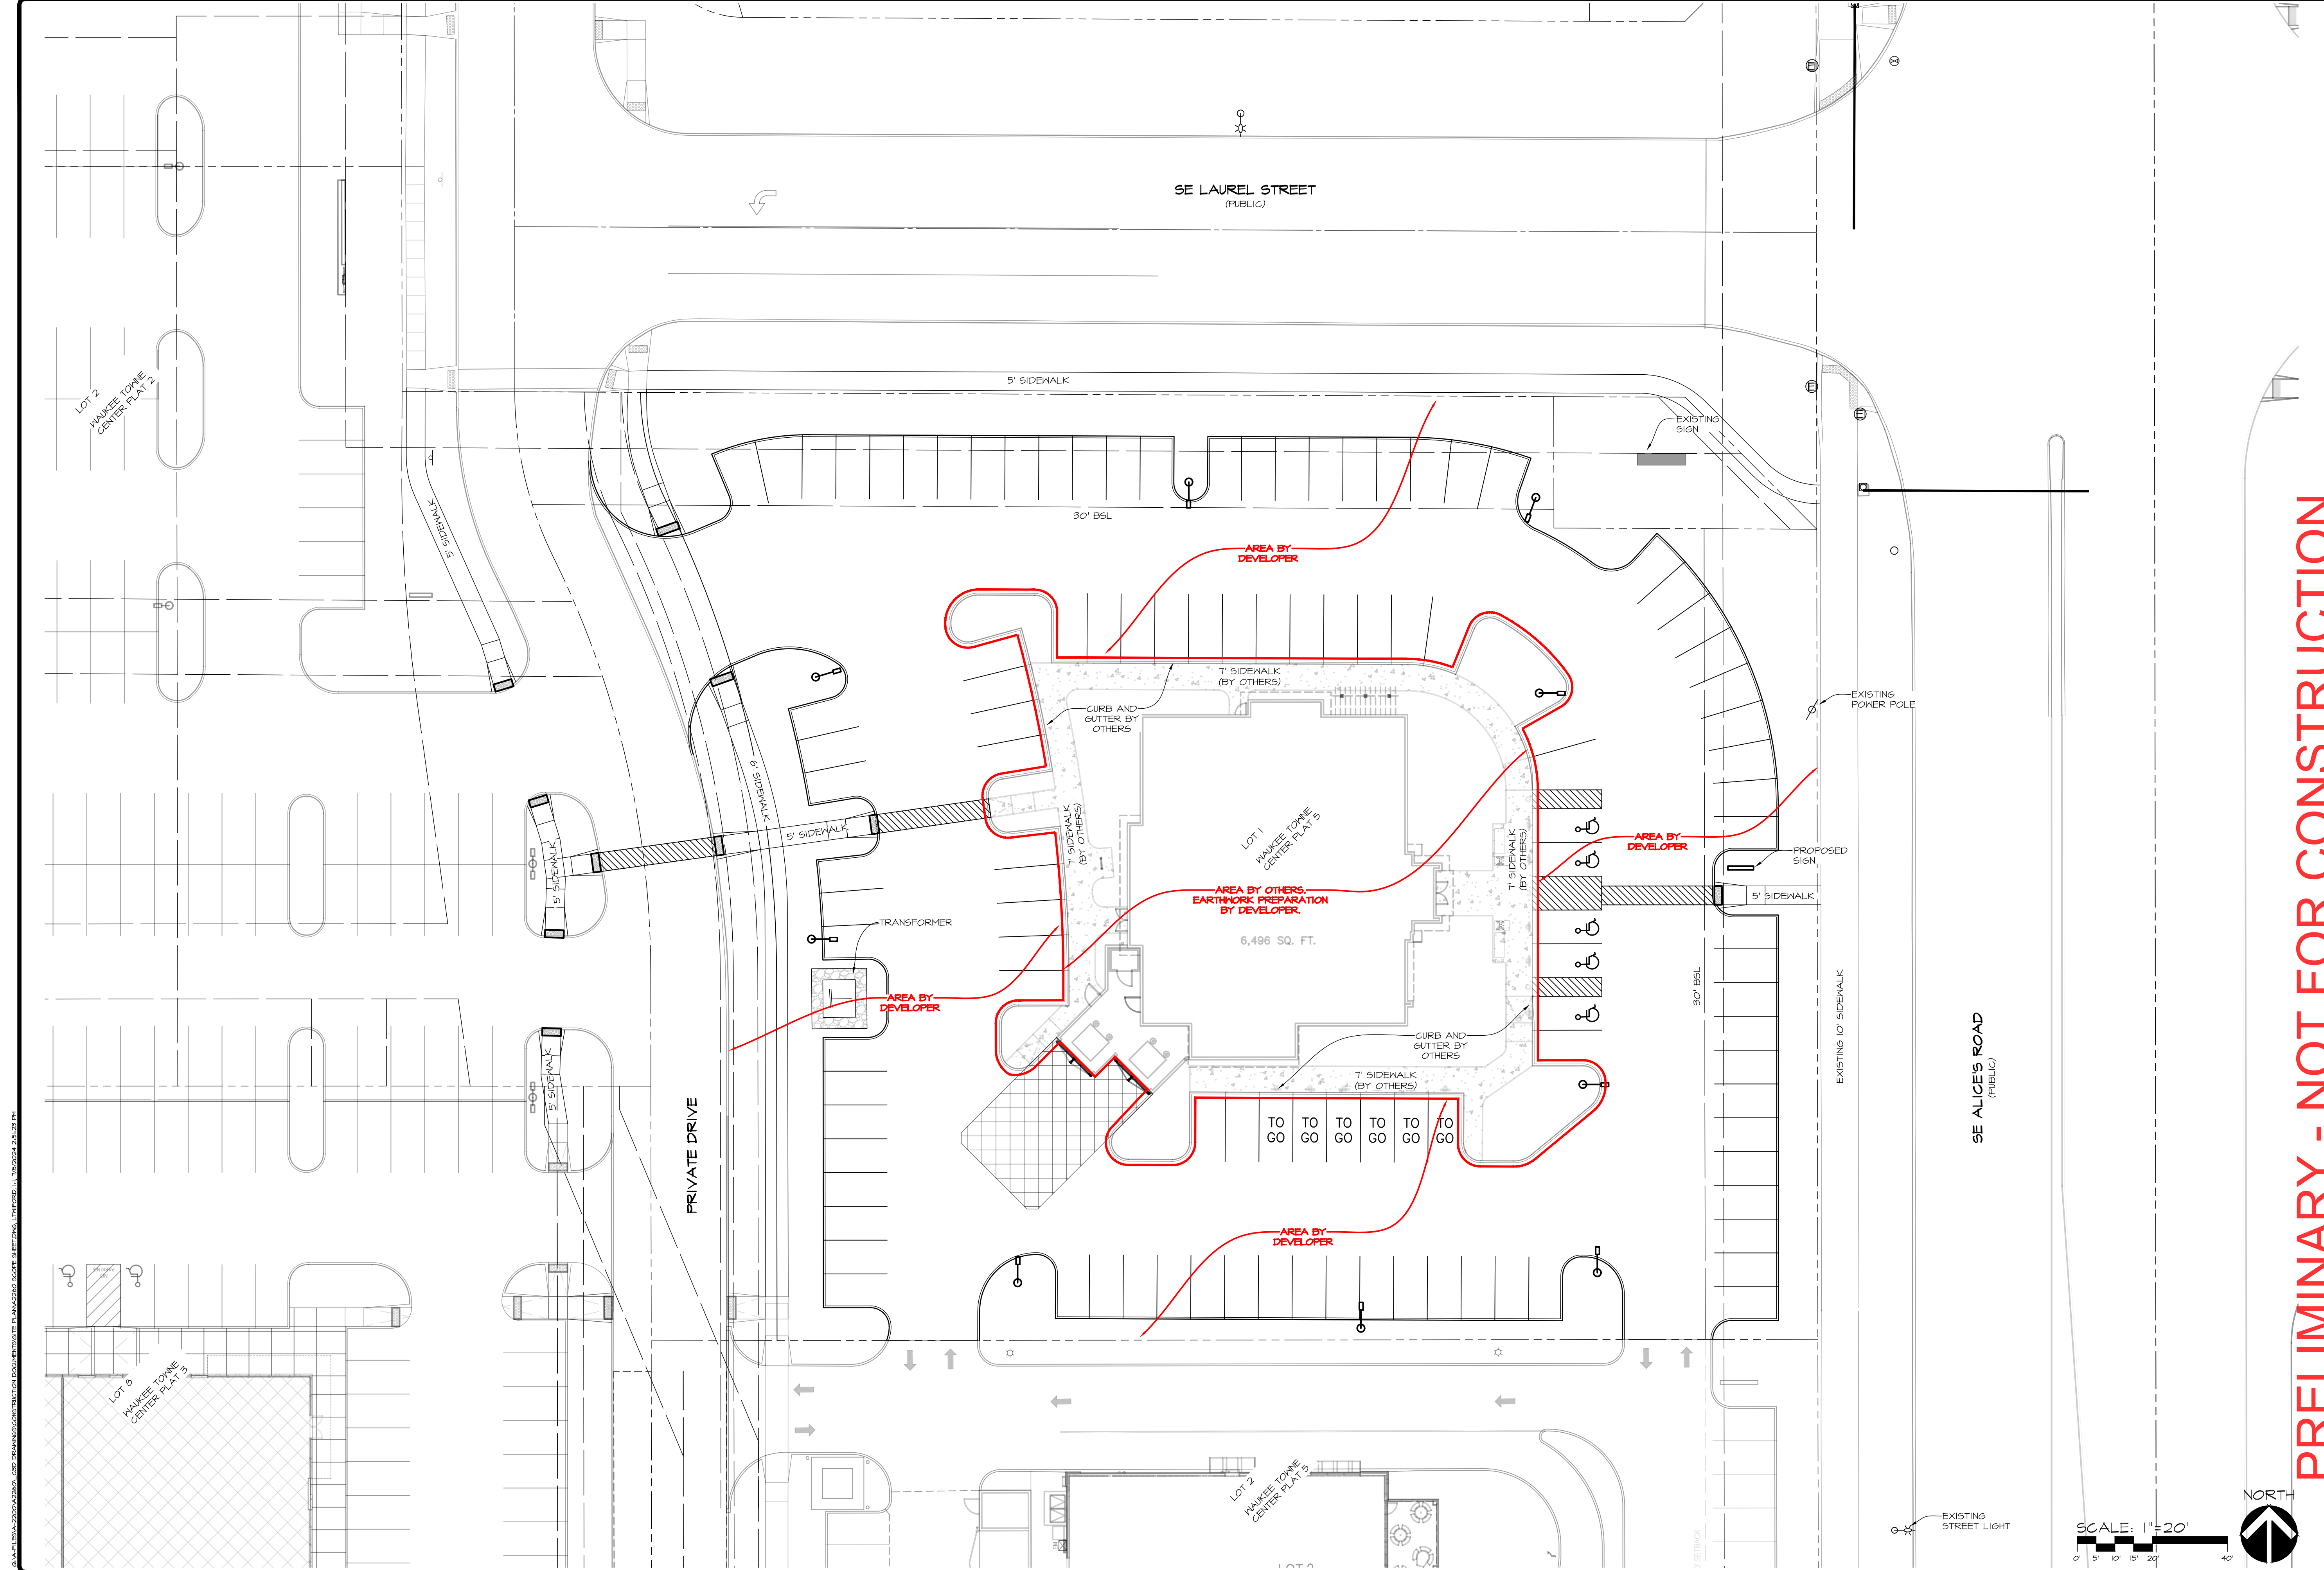 SE LAUREL STREET
(PUBLIC)
5' SIDEWALK
LOT 2
WAUKEE TOWNE
CENTER PLAT 2
EXISTING
SIGN
5' SIDEWALK
30' BSL
AREA BY
DEVELOPER
7' SIDEWALK
(BY OTHERS)
CURB AND
GUTTER BY
OTHERS
EXISTING
POWER POLE
6' SIDEWALK
5' SIDEWALK
7' SIDEWALK
(BY OTHERS)
LOT 1
WAUKEE TOWNE
CENTER PLAT 5
7' SIDEWALK
(BY OTHERS)
AREA BY
DEVELOPER
PROPOSED
SIGN
5' SIDEWALK
5' SIDEWALK
AREA BY OTHERS.
EARTHWORK PREPARATION
BY DEVELOPER.
TRANSFORMER
6,496 SQ. FT.
AREA BY
DEVELOPER
30' BSL
EXISTING 10' SIDEWALK
SE ALICE'S ROAD
(PUBLIC)
CURB AND
GUTTER BY
OTHERS
7' SIDEWALK
(BY OTHERS)
5' SIDEWALK
PRIVATE DRIVE
TO TO TO TO TO TO
GO GO GO GO GO GO
AREA BY
DEVELOPER
NO
PARKING
LOT 8
WAUKEE TOWNE
CENTER PLAT 3
LOT 2
WAUKEE TOWNE
CENTER PLAT 5
EXISTING
STREET LIGHT
SETBACK
SCALE: 1"=20'
0' 5' 10' 15' 20' 40'
NORTH
PRELIMINARY - NOT FOR CONSTRUCTION
E
E
E